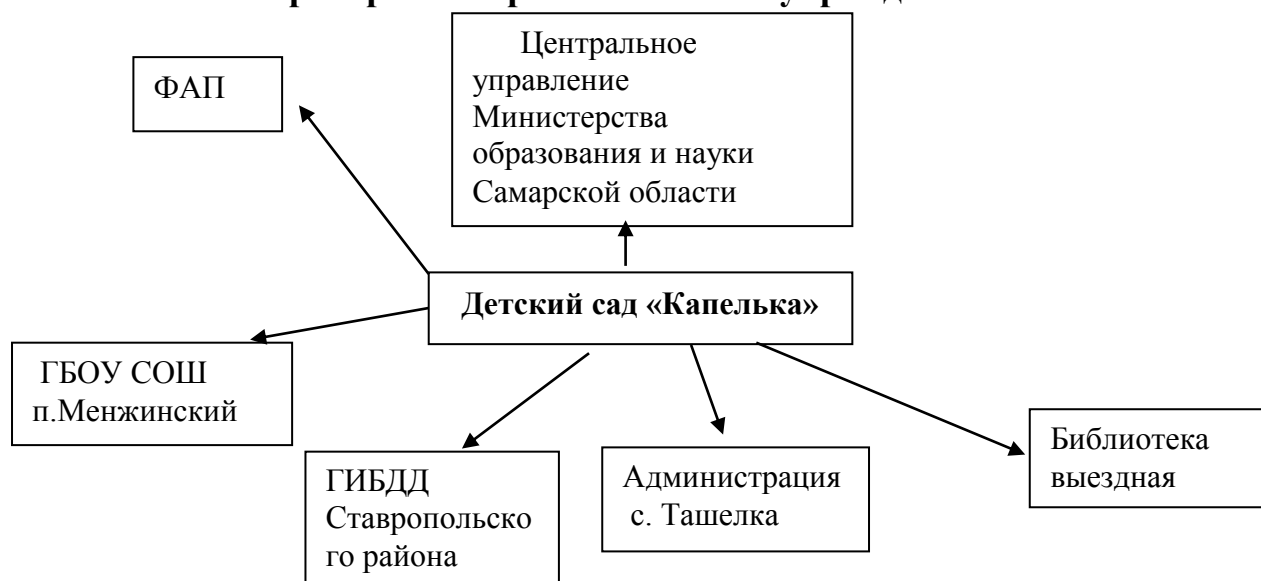 ФАП
Центральное
управление
Министерства
образования и науки
Самарской области
Детский сад «Капелька»
ГБОУ СОШ
п.Менжинский
ГИБДД
Ставропольско
го района
Администрация
с. Ташелка
Библиотека
выездная